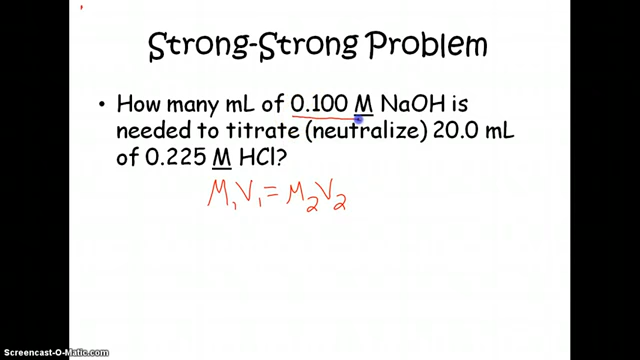 Strong-Strong Problem
• How many mL of 0.100 M NaOH is
needed to titrate (neutralize) 20.0 mL
of 0.225 M HCl?
M₁V₁ = M₂V₂
Screencast-O-Matic.com